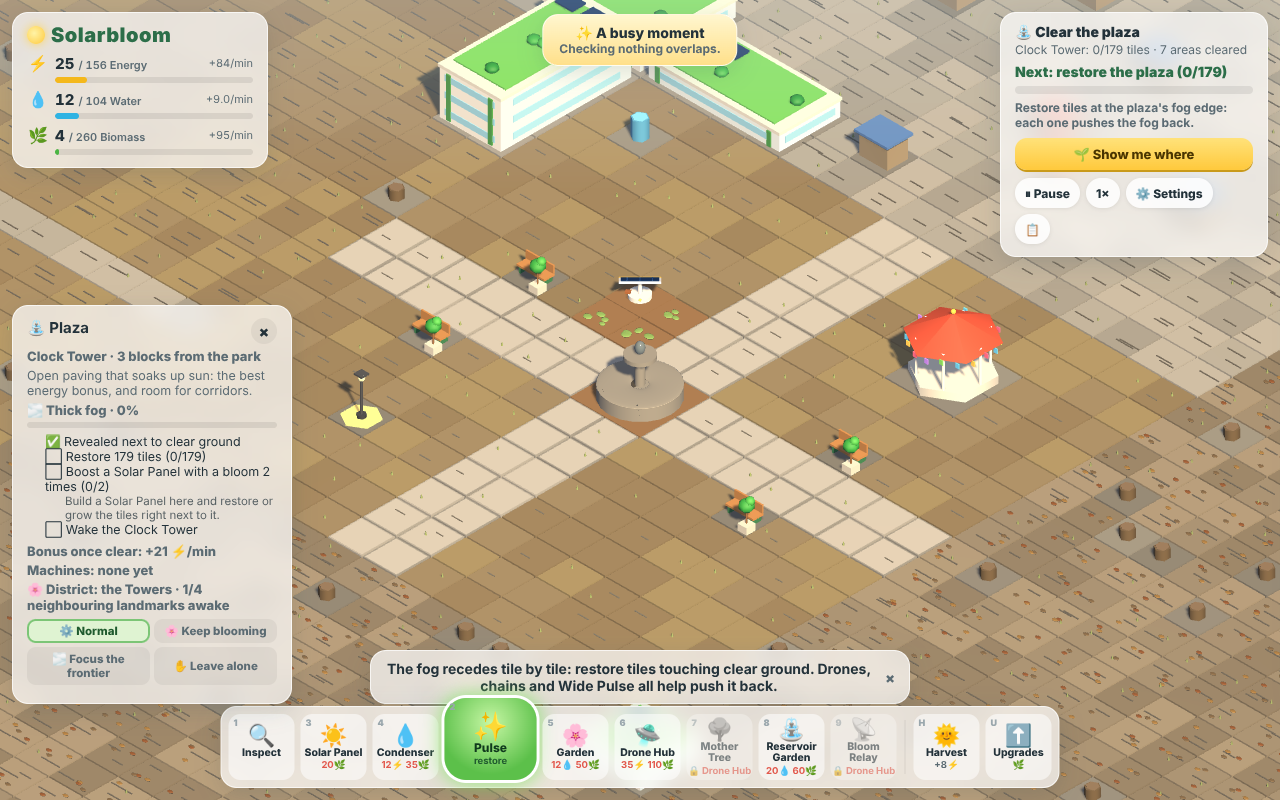 Solarbloom
25 / 156 Energy +84/min
12 / 104 Water +9.0/min
4 / 260 Biomass +95/min
A busy moment
Checking nothing overlaps.
Clear the plaza
Clock Tower: 0/179 tiles · 7 areas cleared
Next: restore the plaza (0/179)
Restore tiles at the plaza's fog edge:
each one pushes the fog back.
Show me where
Pause 1× Settings
Plaza
Clock Tower · 3 blocks from the park
Open paving that soaks up sun: the best
energy bonus, and room for corridors.
Thick fog · 0%
Revealed next to clear ground
Restore 179 tiles (0/179)
Boost a Solar Panel with a bloom 2
times (0/2)
Build a Solar Panel here and restore or
grow the tiles right next to it.
Wake the Clock Tower
Bonus once clear: +21 ⚡/min
Machines: none yet
District: the Towers · 1/4
neighbouring landmarks awake
Normal Keep blooming
Focus the
frontier
Leave alone
The fog recedes tile by tile: restore tiles touching clear ground. Drones,
chains and Wide Pulse all help push it back.
1 Inspect
3 Solar Panel 20
4 Condenser 12 35
Pulse
restore
5 Garden 12 50
6 Drone Hub 35 110
7 Mother Tree Drone Hub
8 Reservoir Garden 20 60
9 Bloom Relay Drone Hub
H Harvest +8
U Upgrades